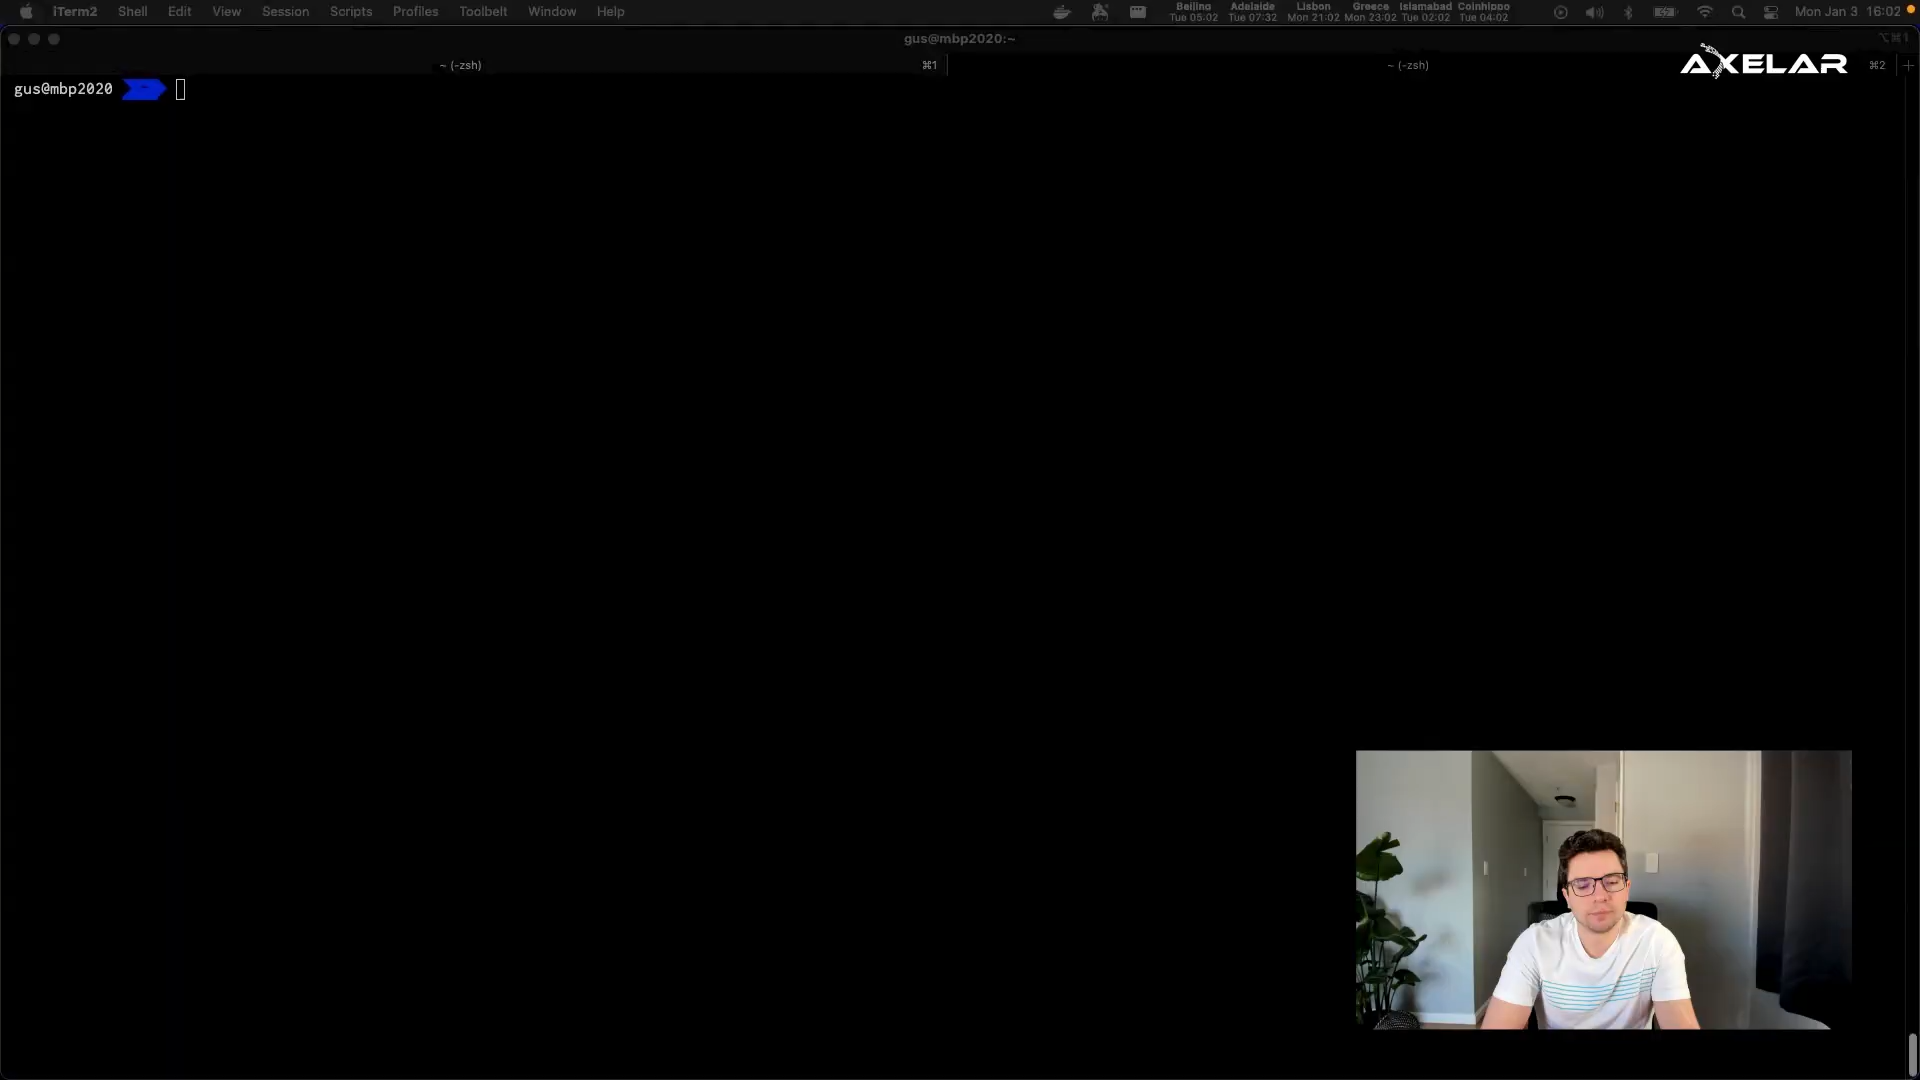 iTerm2 Shell Edit View Session Scripts Profiles Toolbelt Window Help
Beijing Adelaide Lisbon Greece Islamabad Coinhippo
Tue 05:02 Tue 07:32 Mon 21:02 Mon 23:02 Tue 02:02 Tue 04:02
Mon Jan 3 16:02
gus@mbp2020:~
⌥⌘1
~ (-zsh) ⌘1
~ (-zsh) ⌘2
AXELAR
gus@mbp2020 ~